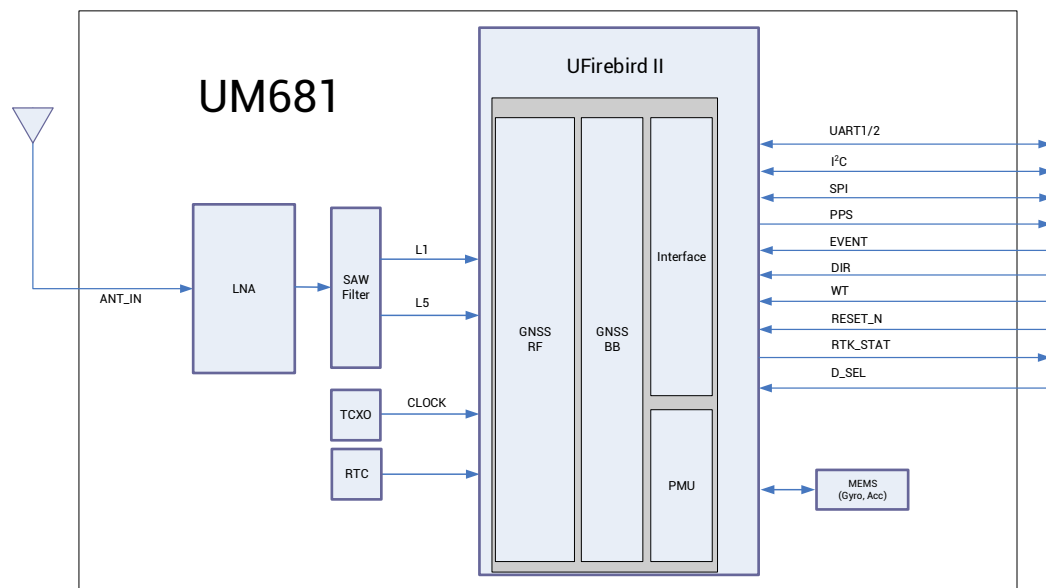 UM681
UFirebird II
ANT_IN
LNA
SAW
Filter
L1
L5
TCXO
CLOCK
RTC
GNSS
RF
GNSS
BB
Interface
PMU
UART1/2
I²C
SPI
PPS
EVENT
DIR
WT
RESET_N
RTK_STAT
D_SEL
MEMS
(Gyro, Acc)